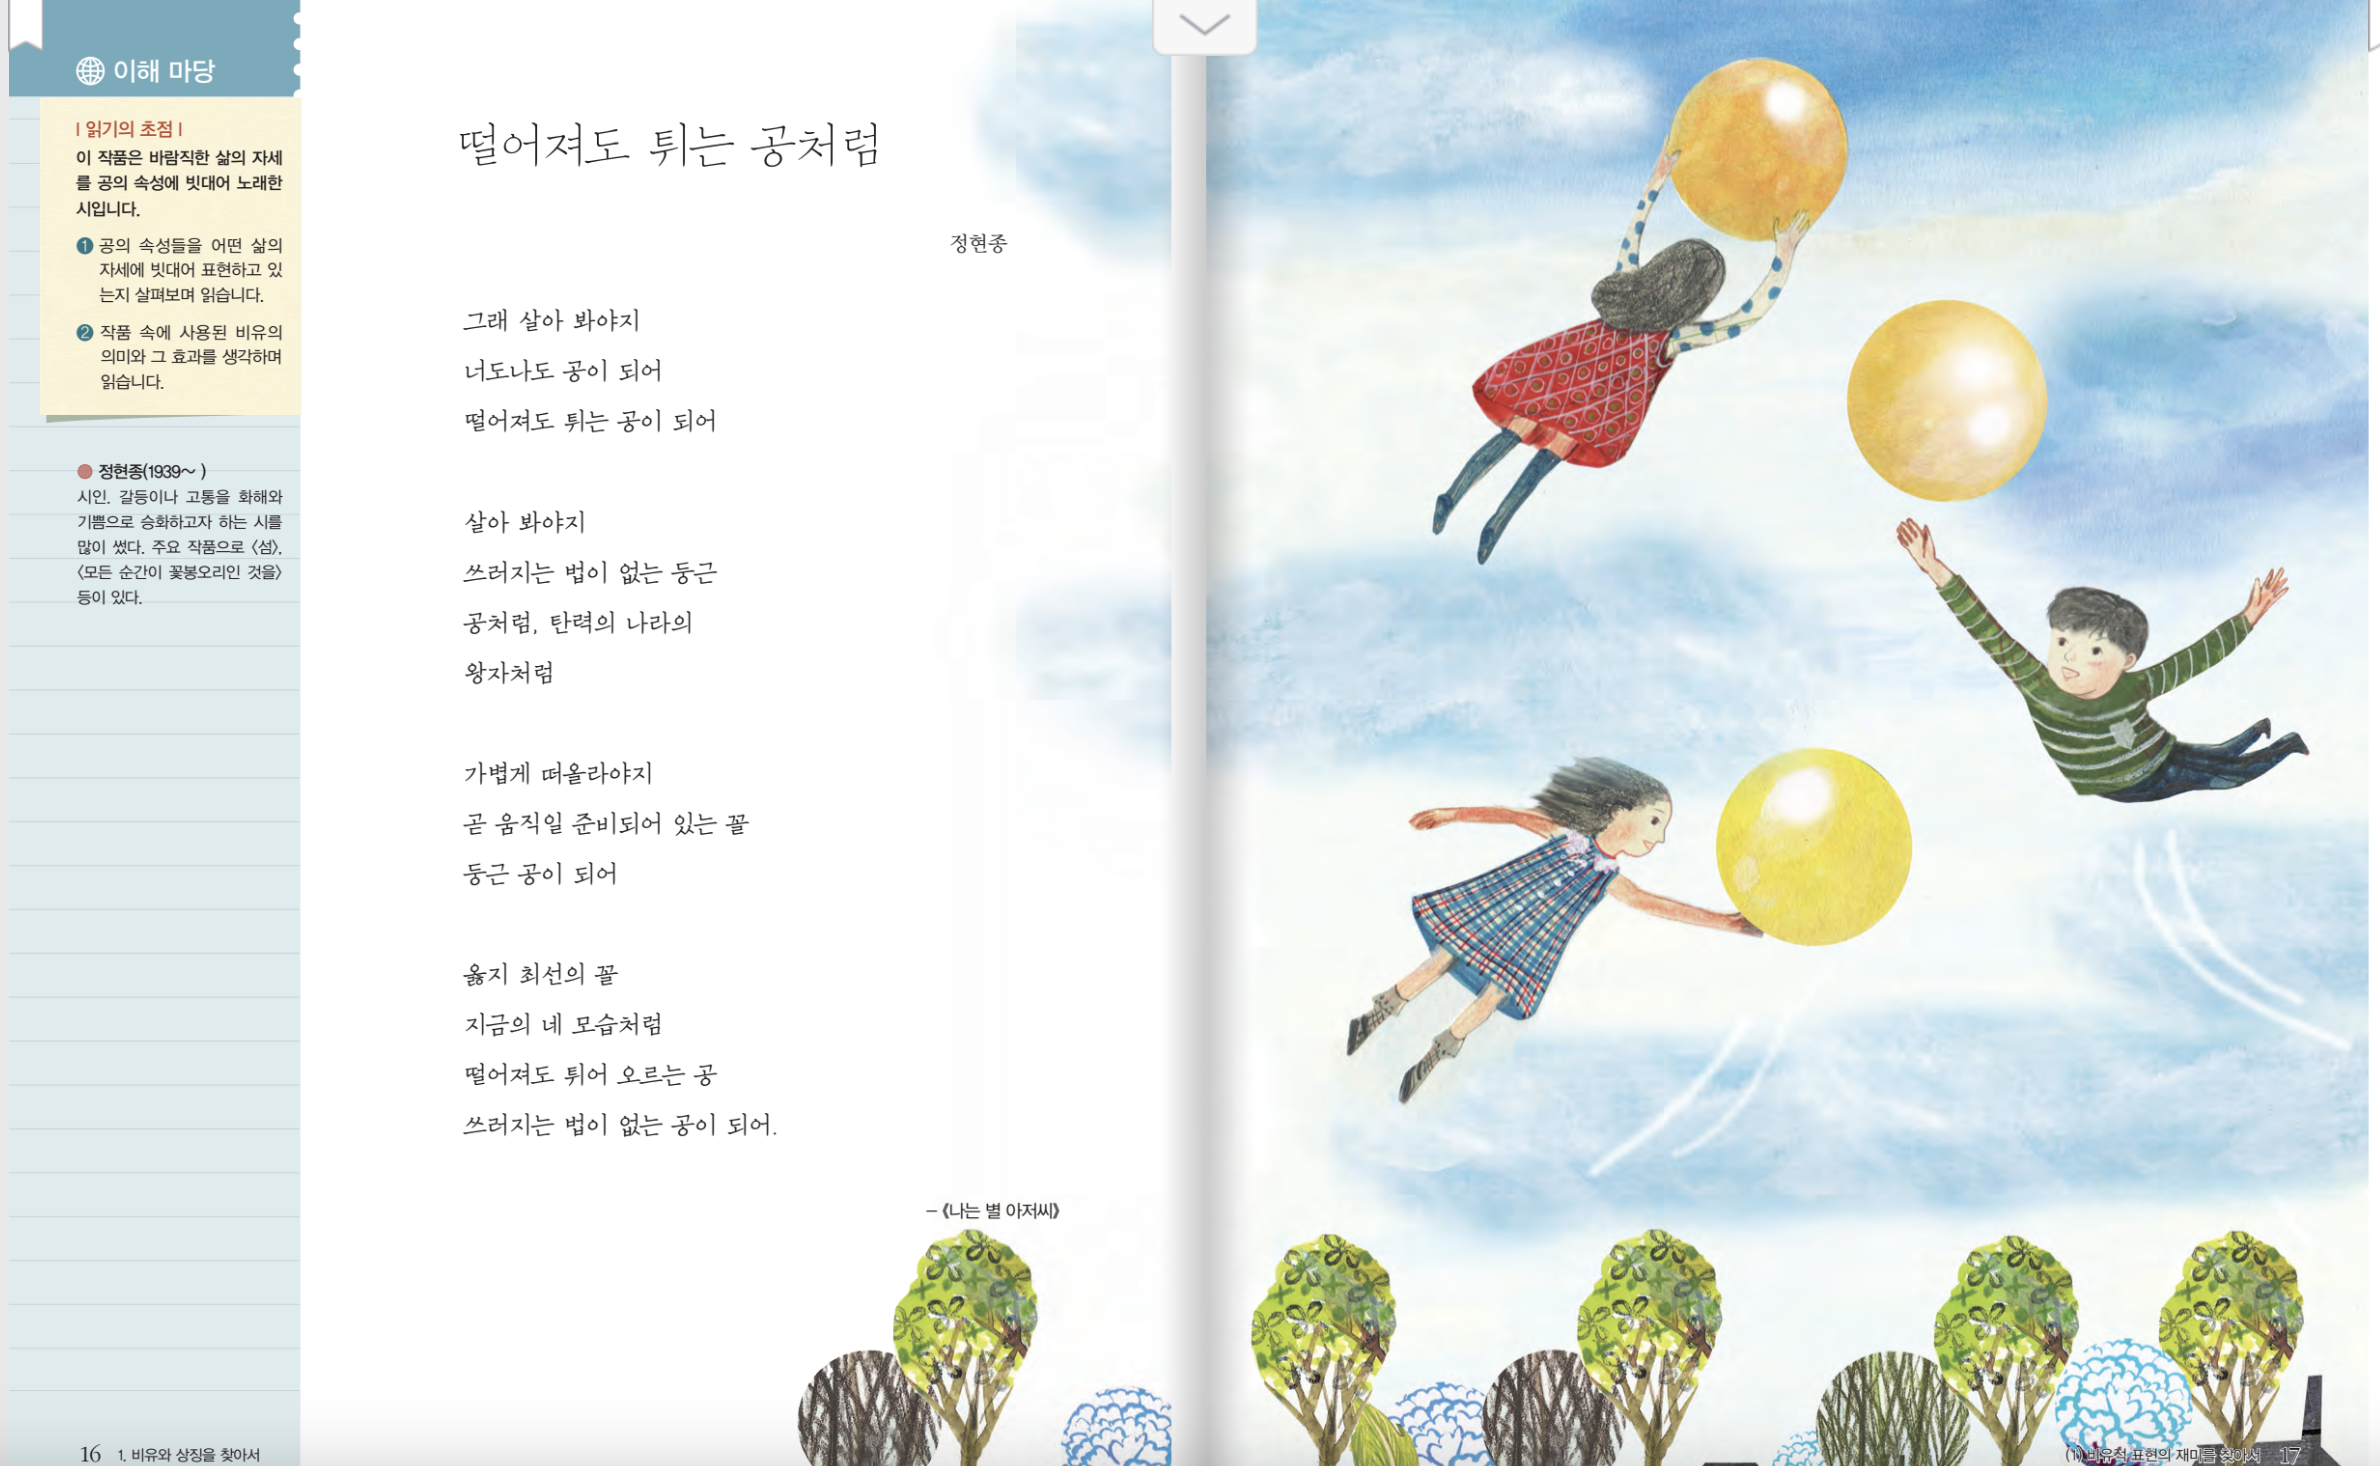 이해 마당
| 읽기의 초점 |
이 작품은 바람직한 삶의 자세
를 공의 속성에 빗대어 노래한
시입니다.
1 공의 속성들을 어떤 삶의
자세에 빗대어 표현하고 있
는지 살펴보며 읽습니다.
2 작품 속에 사용된 비유의
의미와 그 효과를 생각하며
읽습니다.
● 정현종(1939~ )
시인. 갈등이나 고통을 화해와
기쁨으로 승화하고자 하는 시를
많이 썼다. 주요 작품으로 〈섬〉,
〈모든 순간이 꽃봉오리인 것을〉
등이 있다.
떨어져도 튀는 공처럼
정현종
그래 살아 봐야지
너도나도 공이 되어
떨어져도 튀는 공이 되어
살아 봐야지
쓰러지는 법이 없는 둥근
공처럼, 탄력의 나라의
왕자처럼
가볍게 떠올라야지
곧 움직일 준비되어 있는 꼴
둥근 공이 되어
옳지 최선의 꼴
지금의 네 모습처럼
떨어져도 튀어 오르는 공
쓰러지는 법이 없는 공이 되어.
- 《나는 별 아저씨》
16 1. 비유와 상징을 찾아서
(1) 비유적 표현의 재미를 찾아서 17